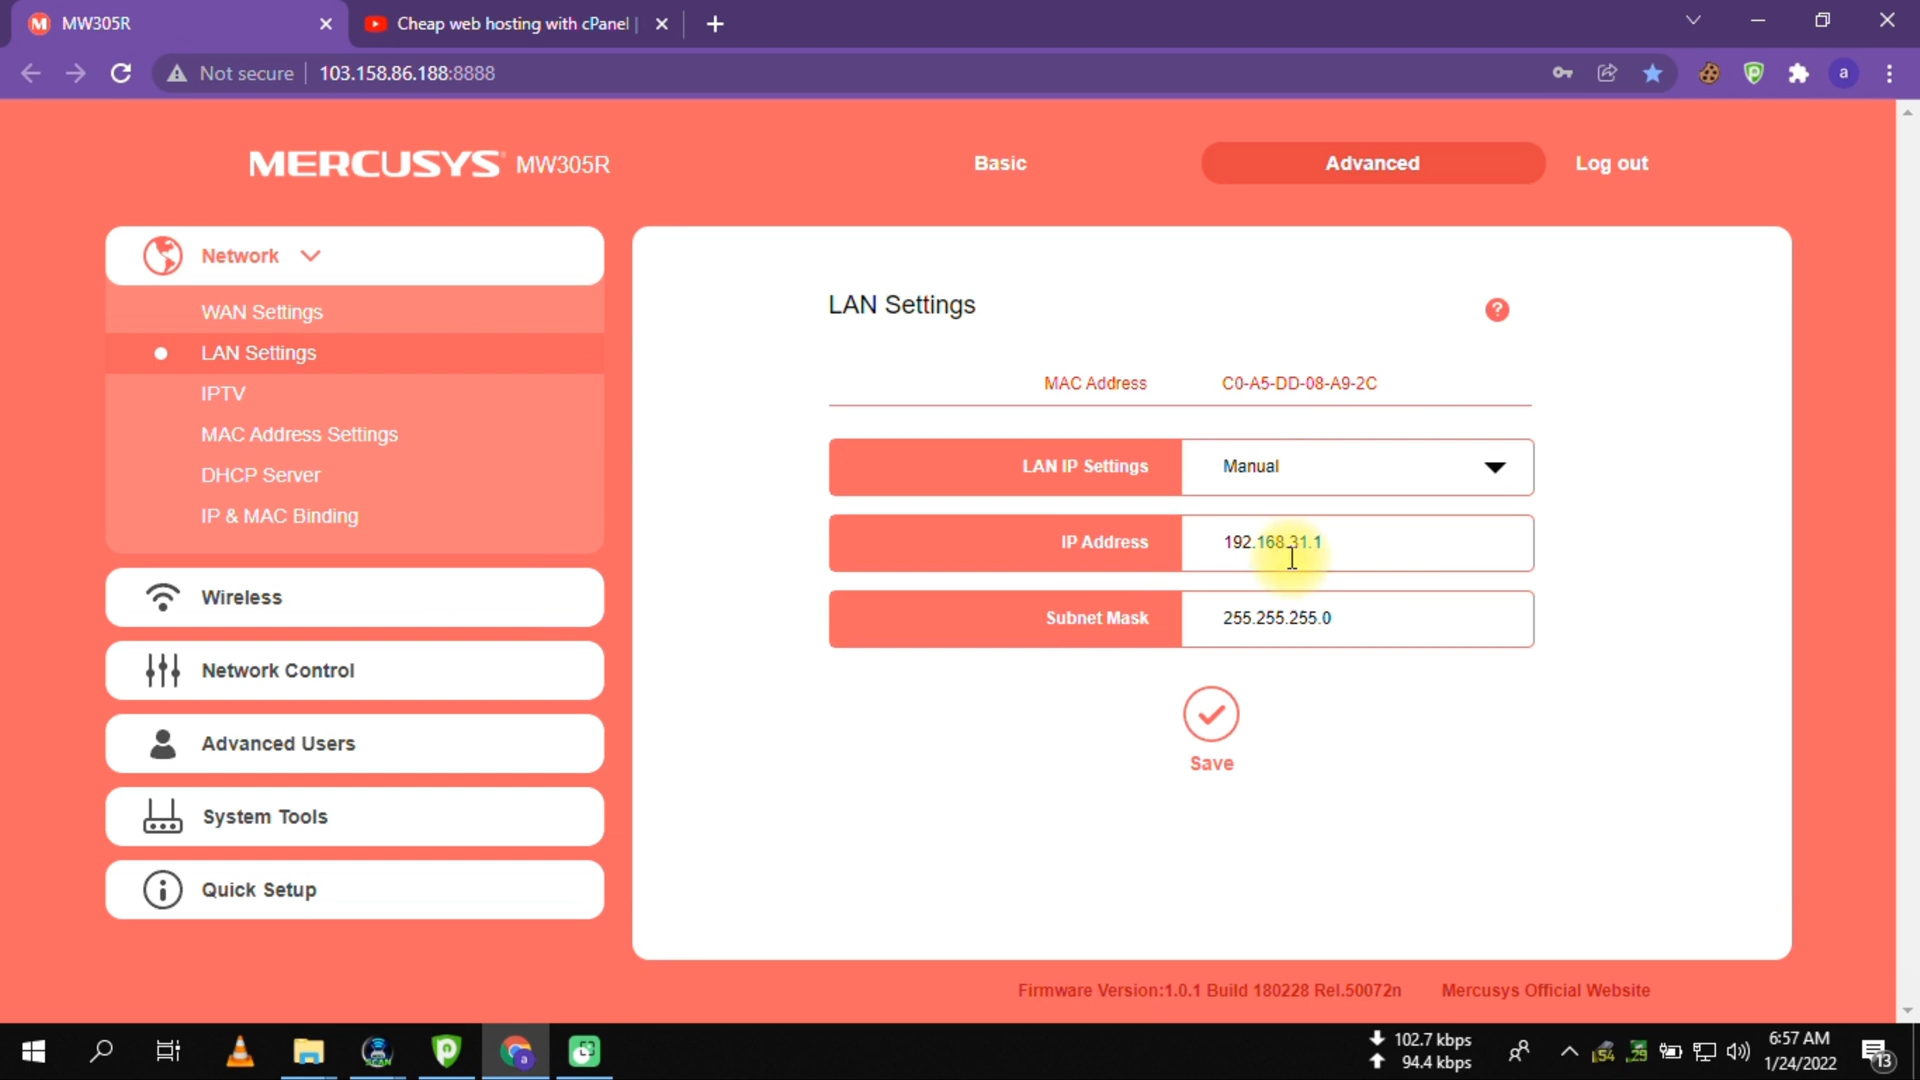 MW305R
Cheap web hosting with cPanel
Not secure
103.158.86.188:8888
a
MERCUSYS MW305R
Basic
Advanced
Log out
Network
WAN Settings
LAN Settings
IPTV
MAC Address Settings
DHCP Server
IP & MAC Binding
Wireless
Network Control
Advanced Users
System Tools
Quick Setup
LAN Settings
?
MAC Address C0-A5-DD-08-A9-2C
LAN IP Settings Manual
IP Address 192.168.31.1
Subnet Mask 255.255.255.0
Save
Firmware Version:1.0.1 Build 180228 Rel.50072n
Mercusys Official Website
SCAN
a
102.7 kbps
94.4 kbps
54
29
6:57 AM
1/24/2022
13